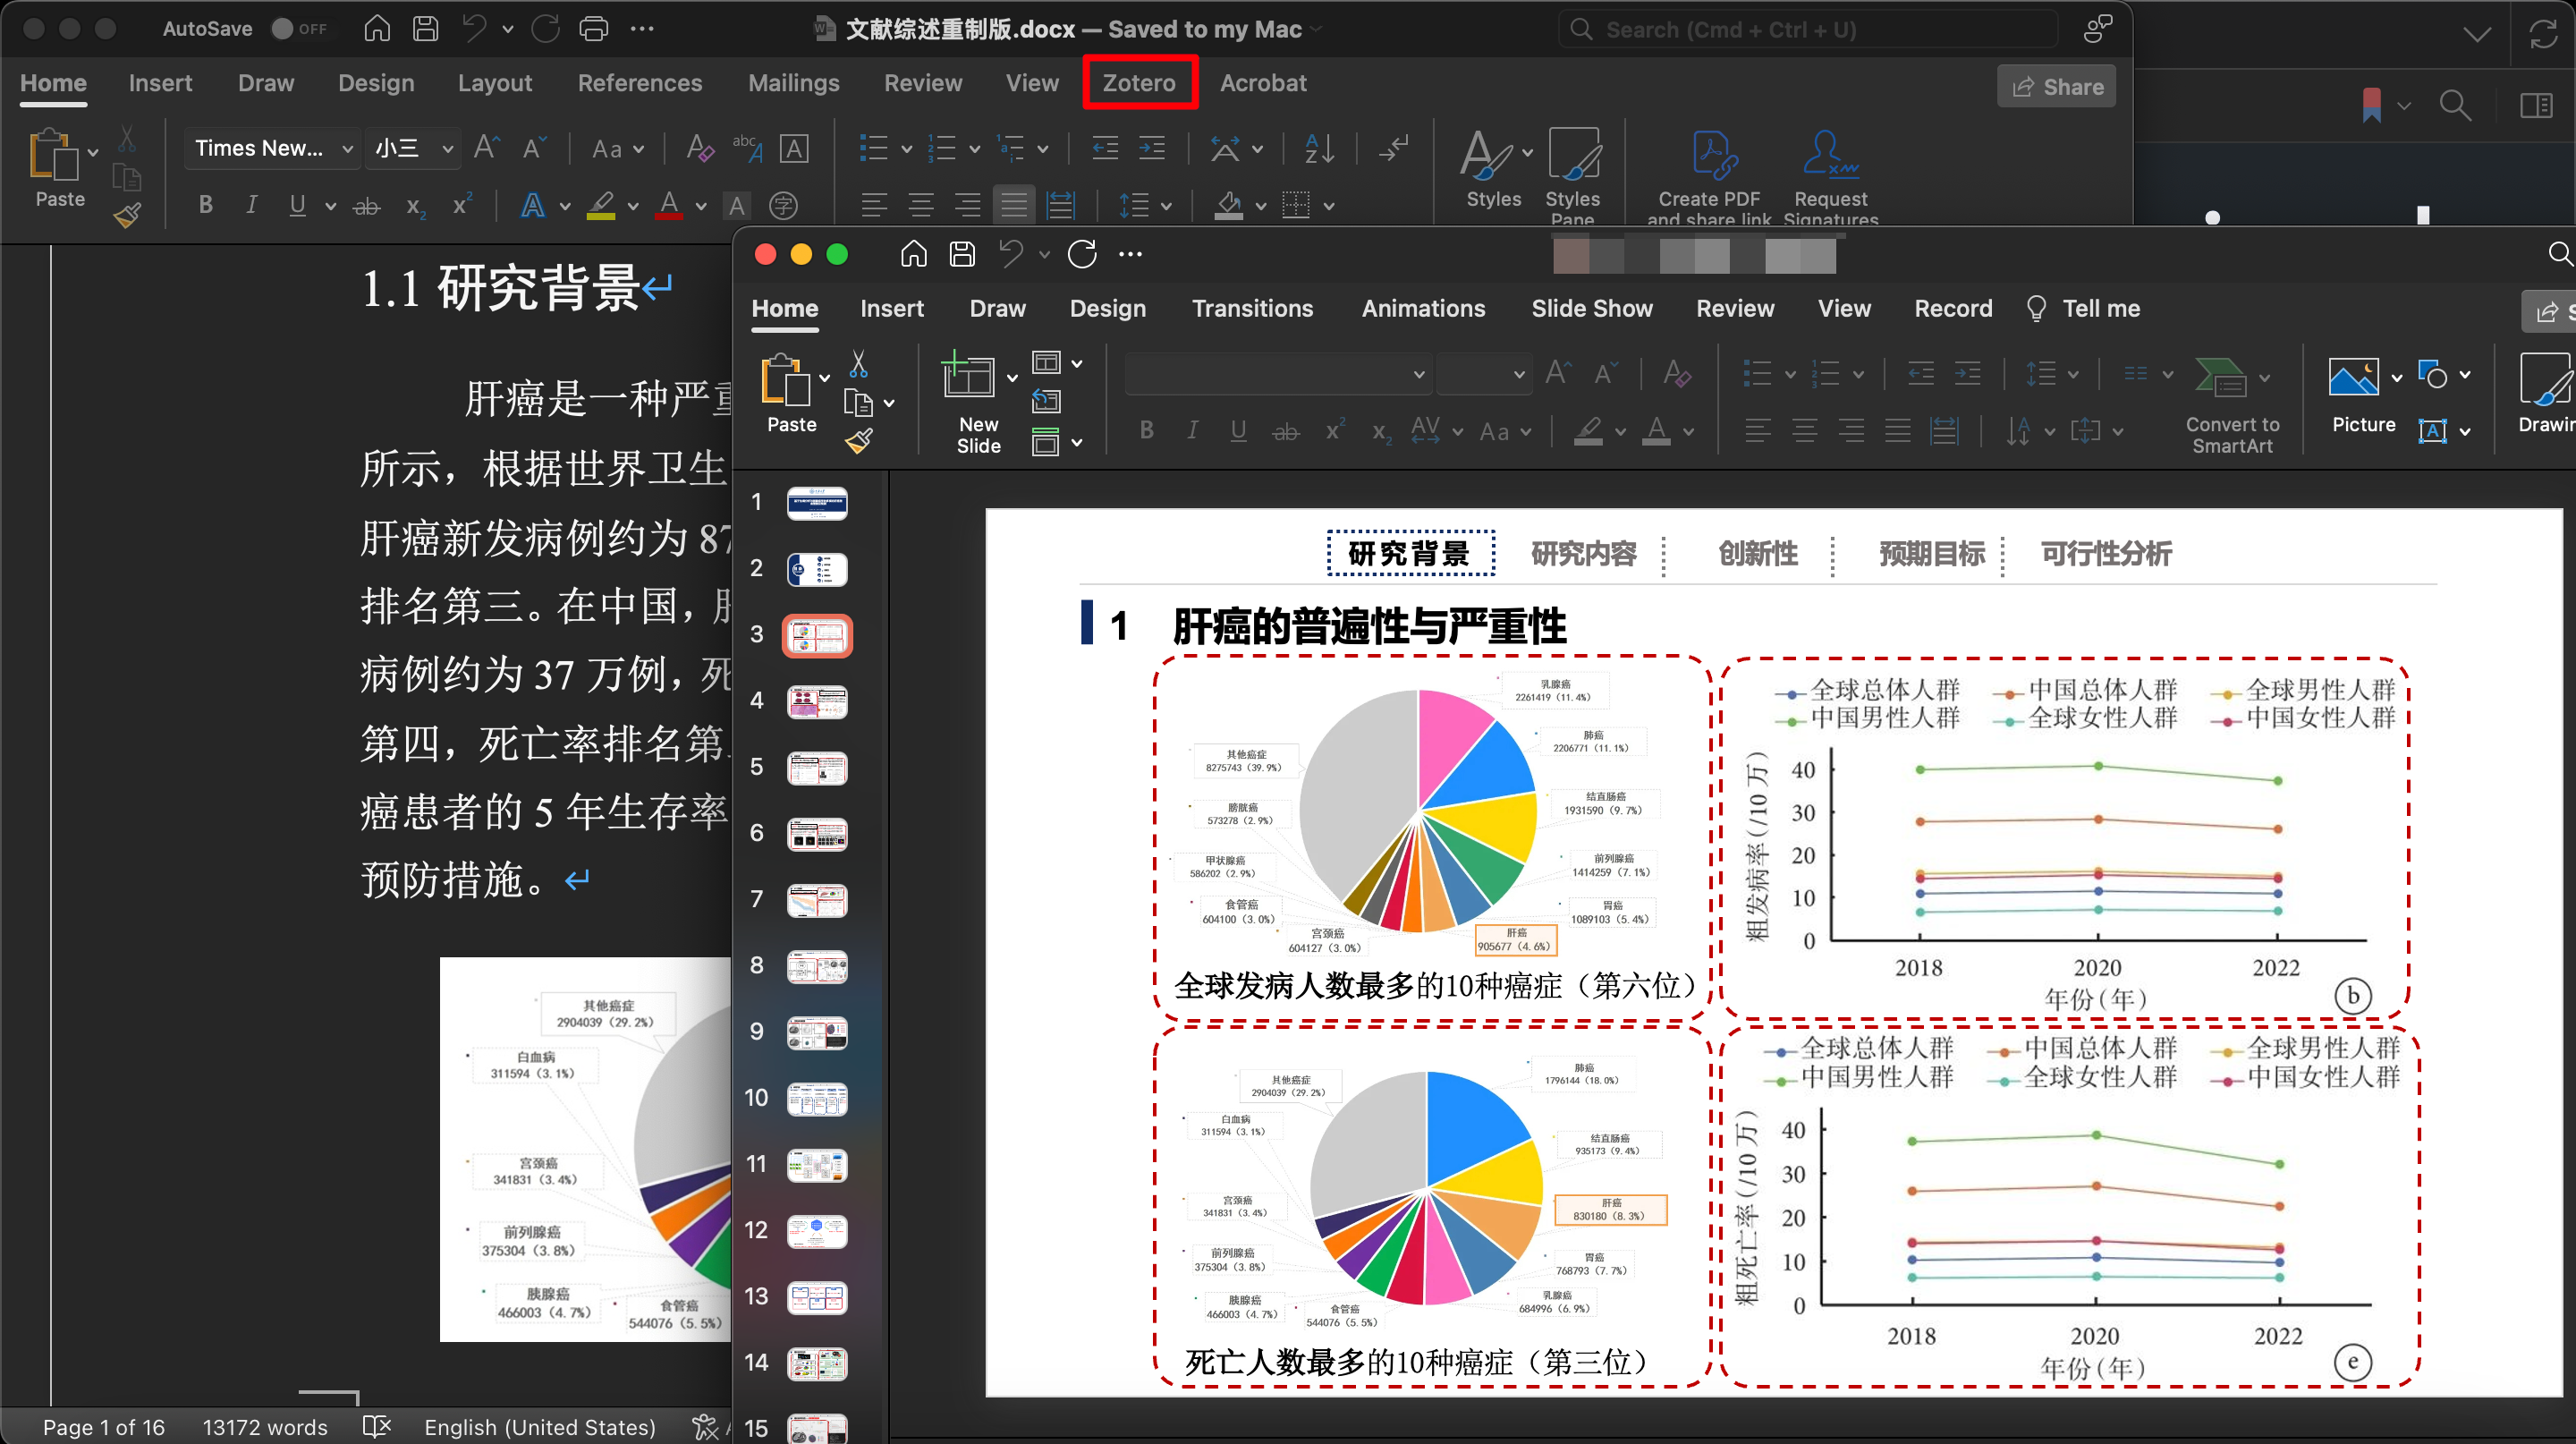 AutoSave OFF
文献综述重制版.docx — Saved to my Mac
Search (Cmd + Ctrl + U)
Home Insert Draw Design Layout References Mailings Review View Zotero Acrobat
Share
Paste
Times New... 小三
Styles
Styles Pane
Create PDF and share link
Request Signatures
1.1 研究背景
肝癌是一种严重
所示，根据世界卫生
肝癌新发病例约为 87
排名第三。在中国，肝
病例约为 37 万例，死
第四，死亡率排名第
癌患者的 5 年生存率
预防措施。
其他癌症
2904039（29.2%）
白血病
311594（3.1%）
宫颈癌
341831（3.4%）
前列腺癌
375304（3.8%）
胰腺癌
466003（4.7%）
食管癌
544076（5.5%）
Page 1 of 16 13172 words English (United States)
Home Insert Draw Design Transitions Animations Slide Show Review View Record Tell me
Paste
New Slide
Convert to SmartArt
Picture
Drawin
1
2
3
4
5
6
7
8
9
10
11
12
13
14
15
研究背景 研究内容 创新性 预期目标 可行性分析
1 肝癌的普遍性与严重性
乳腺癌
2261419（11.4%）
肺癌
2206771（11.1%）
结直肠癌
1931590（9.7%）
前列腺癌
1414259（7.1%）
胃癌
1089103（5.4%）
肝癌
905677（4.6%）
宫颈癌
604127（3.0%）
食管癌
604100（3.0%）
甲状腺癌
586202（2.9%）
膀胱癌
573278（2.9%）
其他癌症
8275743（39.9%）
全球发病人数最多的10种癌症（第六位）
全球总体人群 中国总体人群 全球男性人群
中国男性人群 全球女性人群 中国女性人群
粗发病率(/10 万)
40
30
20
10
0
2018 2020 2022
年份(年)
b
肺癌
1796144（18.0%）
结直肠癌
935173（9.4%）
肝癌
830180（8.3%）
胃癌
768793（7.7%）
乳腺癌
684996（6.9%）
食管癌
544076（5.5%）
胰腺癌
466003（4.7%）
前列腺癌
375304（3.8%）
宫颈癌
341831（3.4%）
白血病
311594（3.1%）
其他癌症
2904039（29.2%）
死亡人数最多的10种癌症（第三位）
全球总体人群 中国总体人群 全球男性人群
中国男性人群 全球女性人群 中国女性人群
粗死亡率(/10 万)
40
30
20
10
0
2018 2020 2022
年份(年)
e